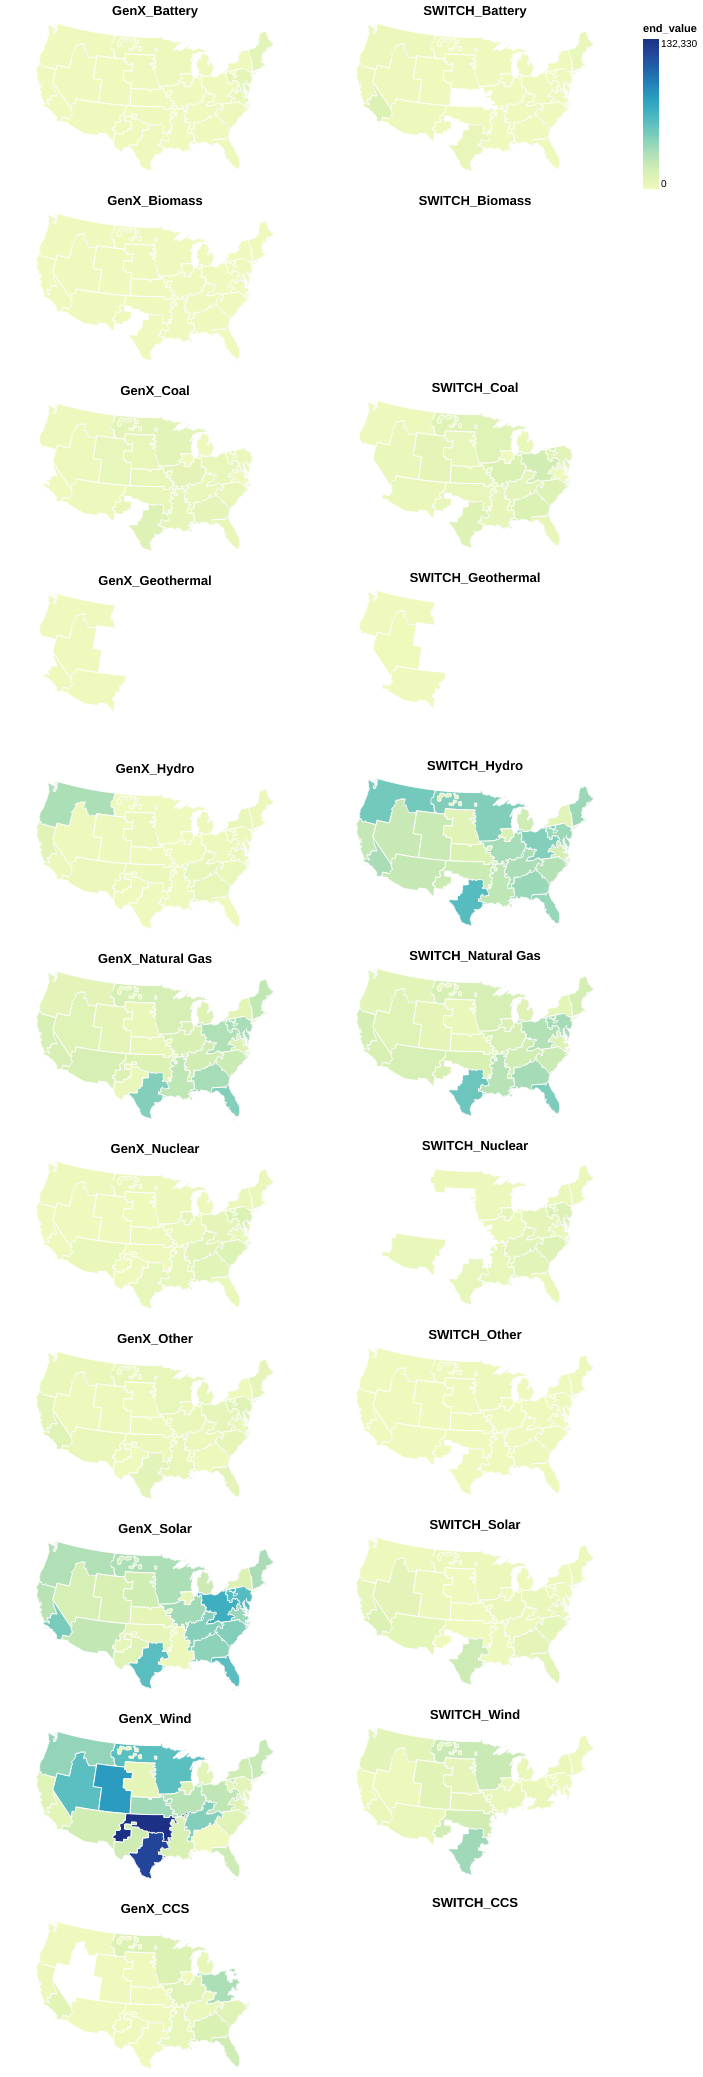 GenX_Battery
SWITCH_Battery
end_value
132,330
0
GenX_Biomass
SWITCH_Biomass
GenX_Coal
SWITCH_Coal
GenX_Geothermal
SWITCH_Geothermal
GenX_Hydro
SWITCH_Hydro
GenX_Natural Gas
SWITCH_Natural Gas
GenX_Nuclear
SWITCH_Nuclear
GenX_Other
SWITCH_Other
GenX_Solar
SWITCH_Solar
GenX_Wind
SWITCH_Wind
GenX_CCS
SWITCH_CCS